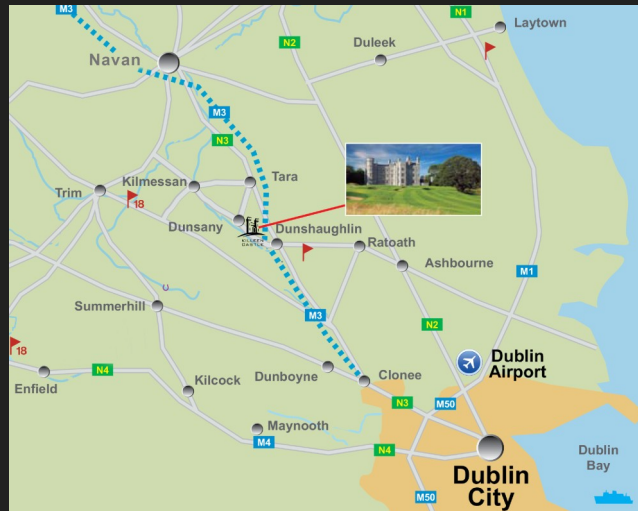 M3
N1
Laytown
N2
Duleek
Navan
M3
N3
Tara
Kilmessan
Trim
18
Dunsany
KILLEEN
CASTLE
Dunshaughlin
Ratoath
Ashbourne
M1
Summerhill
M3
N2
18
Dublin
Airport
Dunboyne
Clonee
N4
Enfield
Kilcock
N3
M50
Maynooth
M4
N4
Dublin
City
Dublin
Bay
M50